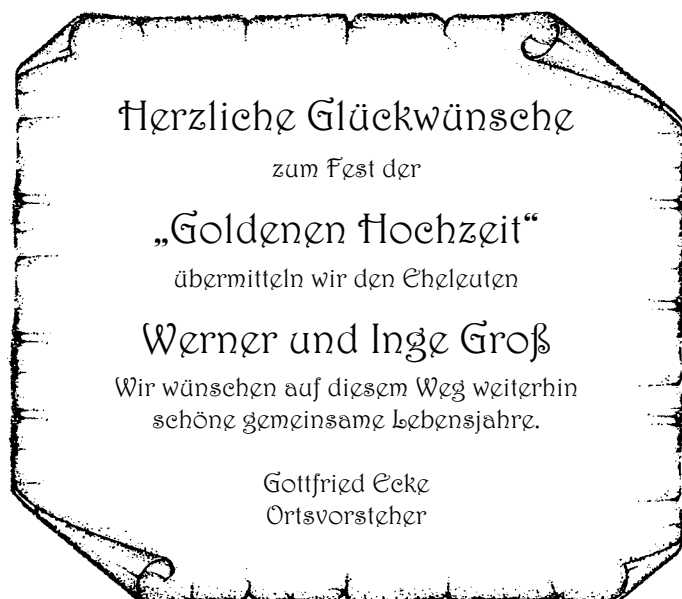 Herzliche Glückwünsche
zum Fest der
„Goldenen Hochzeit“
übermitteln wir den Eheleuten
Werner und Inge Groß
Wir wünschen auf diesem Weg weiterhin
schöne gemeinsame Lebensjahre.
Gottfried Ecke
Ortsvorsteher